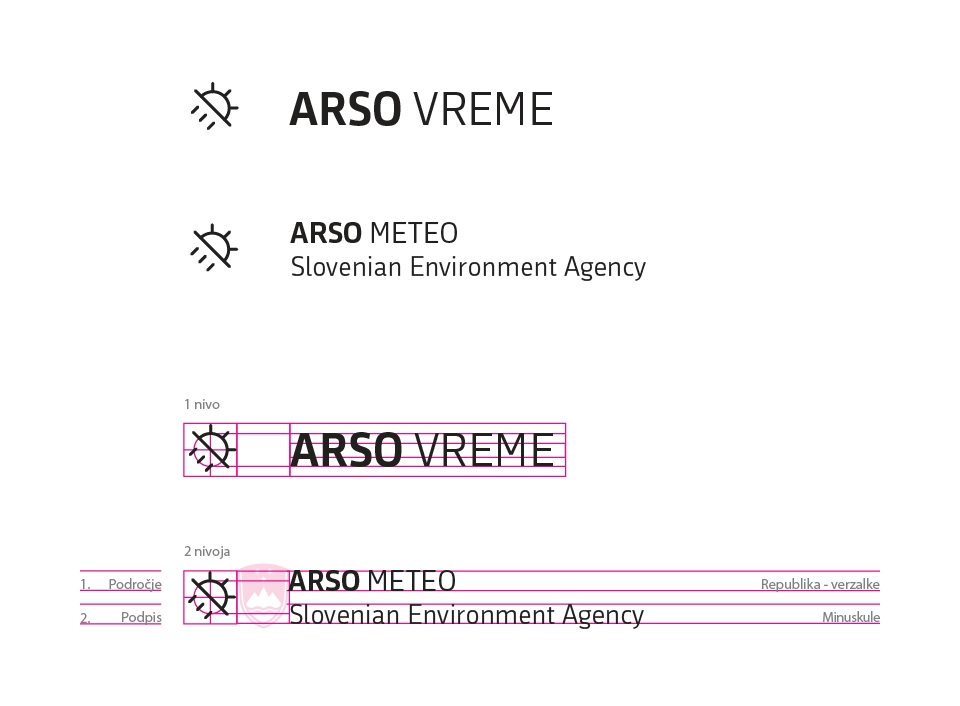 ARSO VREME
ARSO METEO
Slovenian Environment Agency
1 nivo
ARSO VREME
2 nivoja
1. Področje ARSO METEO Republika - verzalke
2. Podpis Slovenian Environment Agency Minuskule